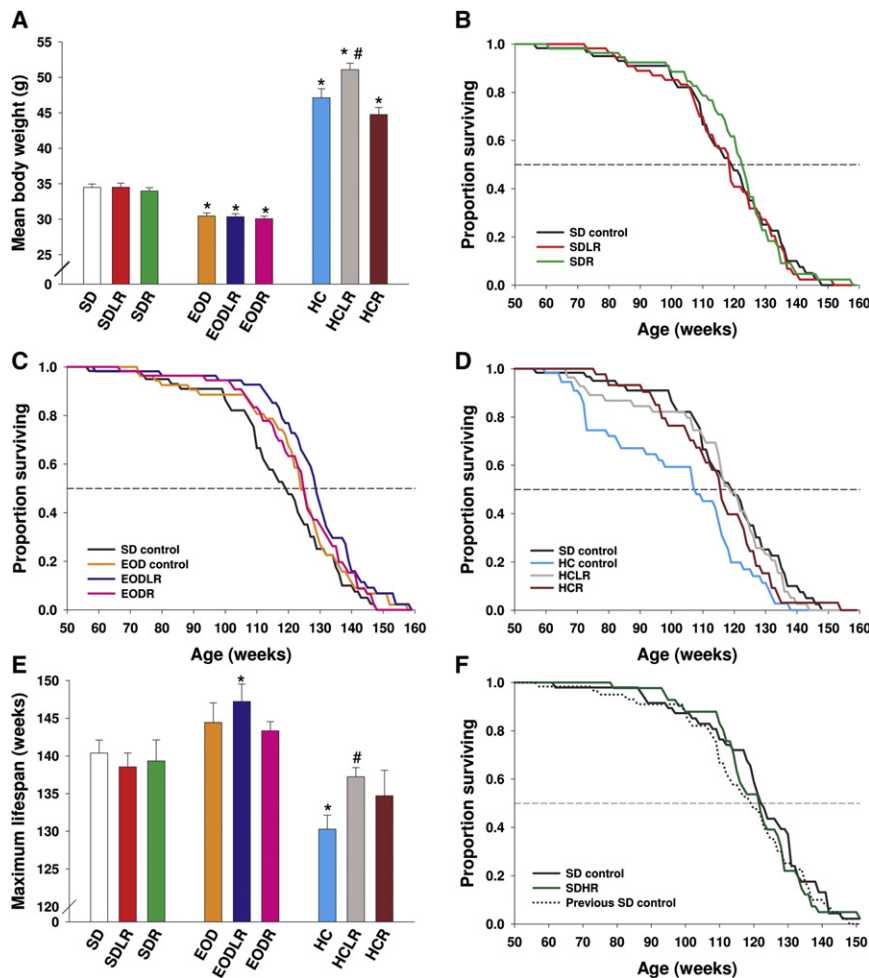 A
Mean body weight (g)
55
50
45
40
35
30
25
0
* * * * * # *
SD
SDLR
SDR
EOD
EODLR
EODR
HC
HCLR
HCR
B
Proportion surviving
1.0
0.8
0.6
0.4
0.2
0.0
SD control
SDLR
SDR
50 60 70 80 90 100 110 120 130 140 150 160
Age (weeks)
C
Proportion surviving
1.0
0.8
0.6
0.4
0.2
0.0
SD control
EOD control
EODLR
EODR
50 60 70 80 90 100 110 120 130 140 150 160
Age (weeks)
D
Proportion surviving
1.0
0.8
0.6
0.4
0.2
0.0
SD control
HC control
HCLR
HCR
50 60 70 80 90 100 110 120 130 140 150 160
Age (weeks)
E
Maximum lifespan (weeks)
150
145
140
135
130
120
0
* * #
SD
SDLR
SDR
EOD
EODLR
EODR
HC
HCLR
HCR
F
Proportion surviving
1.0
0.8
0.6
0.4
0.2
0.0
SD control
SDHR
Previous SD control
50 60 70 80 90 100 110 120 130 140 150
Age (weeks)